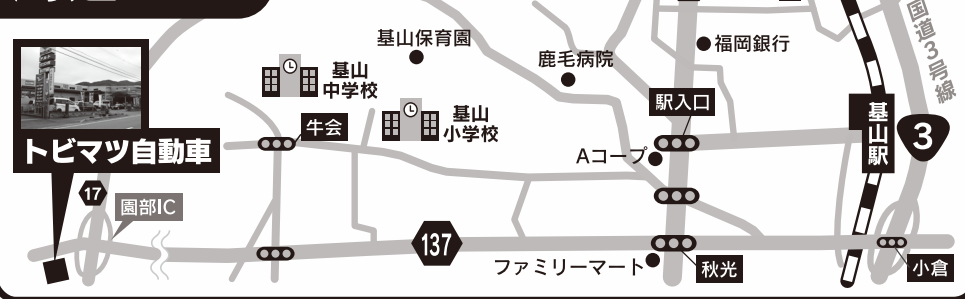 国道3号線
福岡銀行
基山保育園
鹿毛病院
基山
中学校
基山
小学校
駅入口
牛会
基山駅
3
トビマツ自動車
Aコープ
17
園部IC
137
ファミリーマート
秋光
小倉